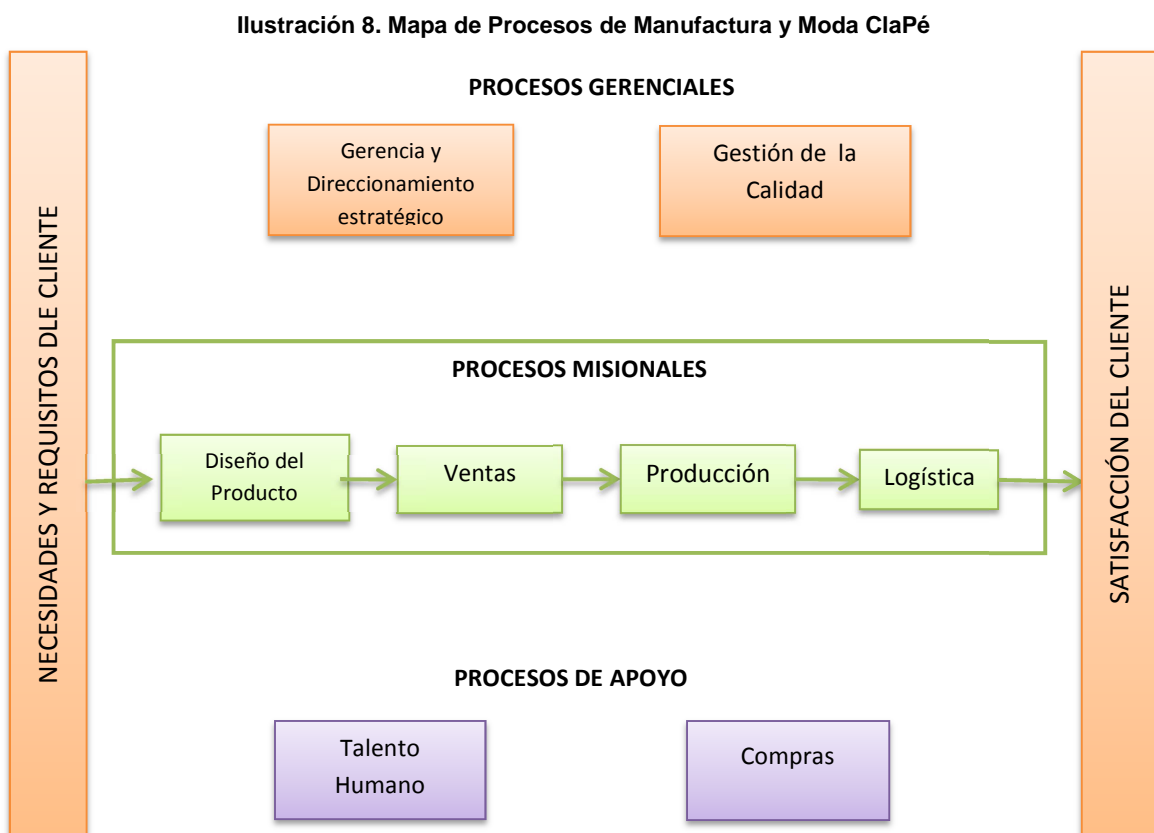 Ilustración 8. Mapa de Procesos de Manufactura y Moda ClaPé
PROCESOS GERENCIALES
Gerencia y
Direccionamiento
estratégico
Gestión de la
Calidad
NECESIDADES Y REQUISITOS DLE CLIENTE
PROCESOS MISIONALES
Diseño del
Producto
Ventas
Producción
Logística
SATISFACCIÓN DEL CLIENTE
PROCESOS DE APOYO
Talento
Humano
Compras